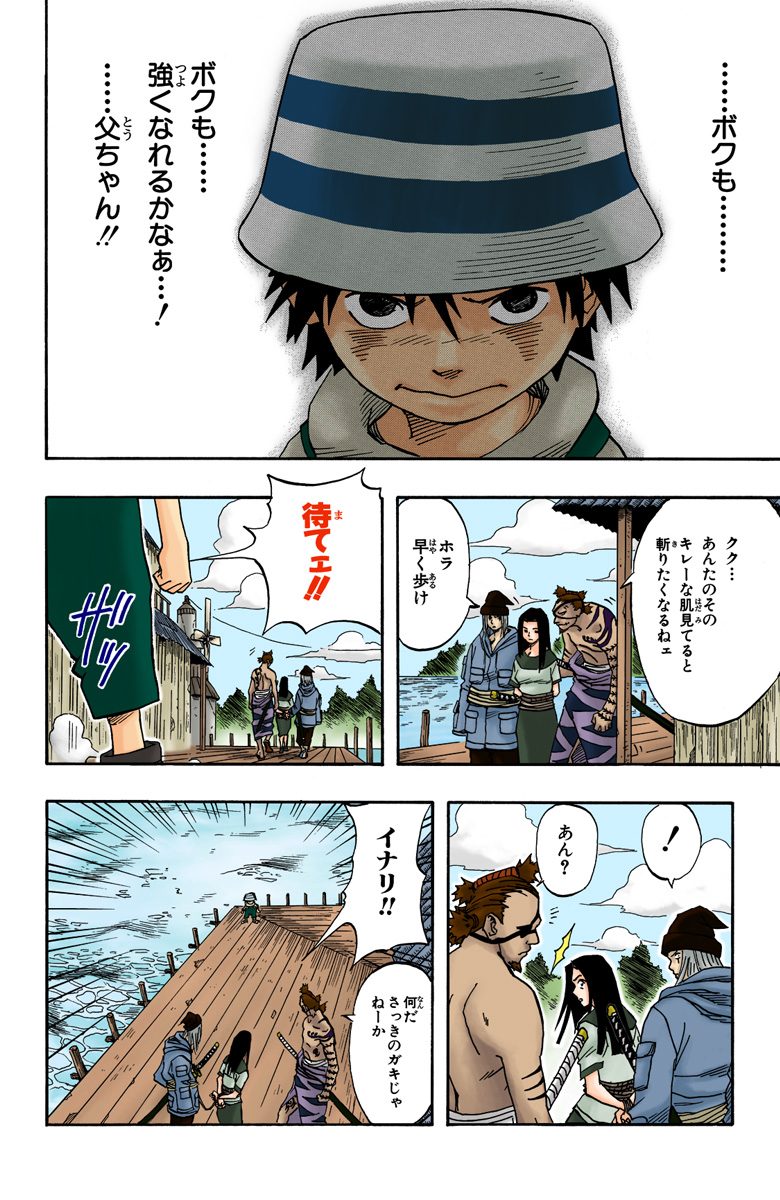 ……ボクも………
ボクも……
強くなれるかなぁ…！
……父ちゃん!!
クク…
あんたのその
キレーな肌見てると
斬りたくなるねェ
ホラ
早く歩け
待てェ!!
ザッ
！
あん？
イナリ!!
何だ
さっきのガキじゃ
ねーか